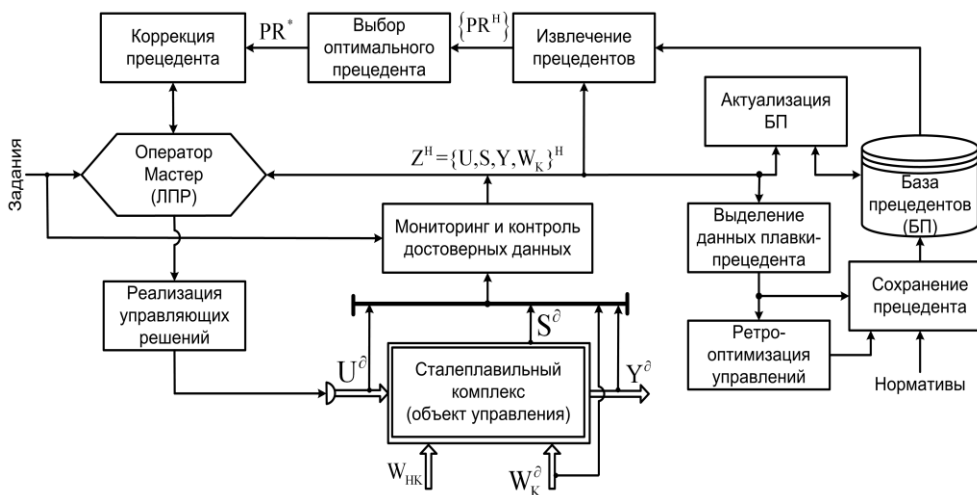 Коррекция
прецедента
PR*
Выбор
оптимального
прецедента
{PR^H}
Извлечение
прецедентов
Актуализация
БП
База
прецедентов
(БП)
Задания
Оператор
Мастер
(ЛПР)
Z^H={U,S,Y,W_K}^H
Мониторинг и контроль
достоверных данных
Выделение
данных плавки-
прецедента
Сохранение
прецедента
Реализация
управляющих
решений
Ретро-
оптимизация
управлений
Нормативы
U^∂
S^∂
Y^∂
Сталеплавильный
комплекс
(объект управления)
W_HK
W_K^∂